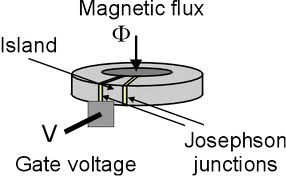 Magnetic flux
Φ
Island
V
Gate voltage
Josephson
junctions